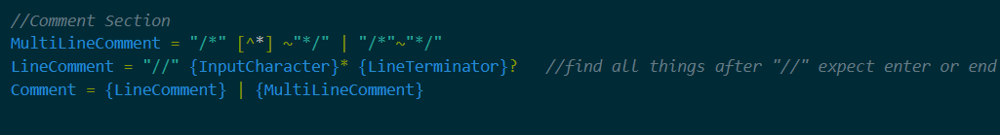 //Comment Section
MultiLineComment = "/*" [^*] ~"*/" | "/*"~"*/"
LineComment = "//" {InputCharacter}* {LineTerminator}?   //find all things after "//" expect enter or end
Comment = {LineComment} | {MultiLineComment}